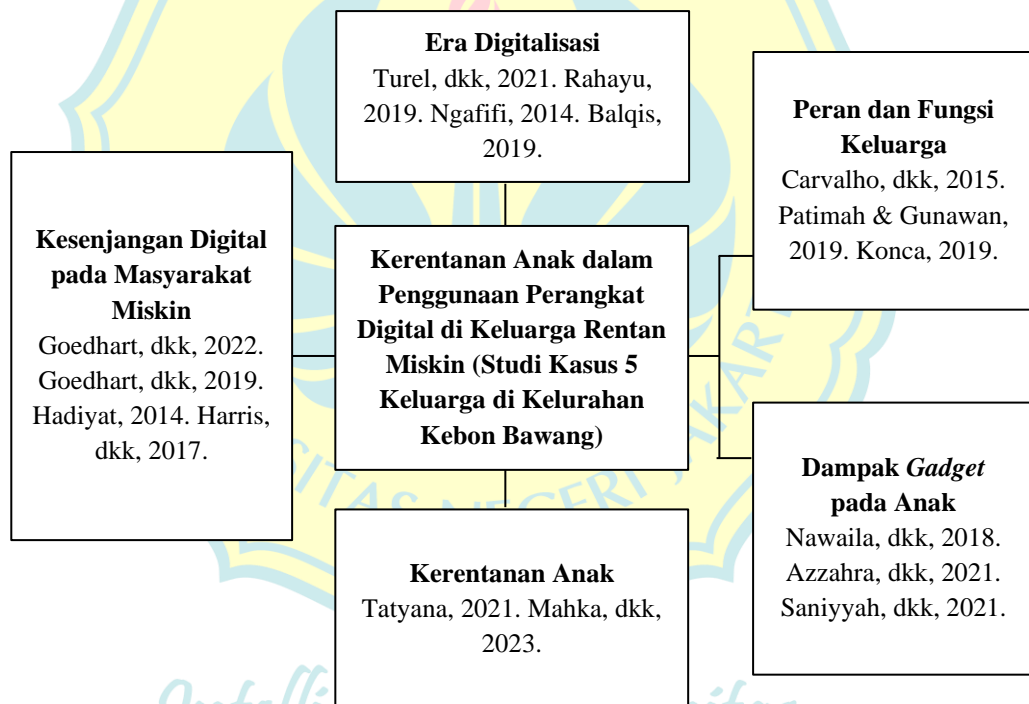 Era Digitalisasi
Turel, dkk, 2021. Rahayu,
2019. Ngafifi, 2014. Balqis,
2019.
Peran dan Fungsi
Keluarga
Carvalho, dkk, 2015.
Patimah & Gunawan,
2019. Konca, 2019.
Kesenjangan Digital
pada Masyarakat
Miskin
Goedhart, dkk, 2022.
Goedhart, dkk, 2019.
Hadiyat, 2014. Harris,
dkk, 2017.
Kerentanan Anak dalam
Penggunaan Perangkat
Digital di Keluarga Rentan
Miskin (Studi Kasus 5
Keluarga di Kelurahan
Kebon Bawang)
Dampak Gadget
pada Anak
Nawaila, dkk, 2018.
Azzahra, dkk, 2021.
Saniyyah, dkk, 2021.
Kerentanan Anak
Tatyana, 2021. Mahka, dkk,
2023.
NEGERI